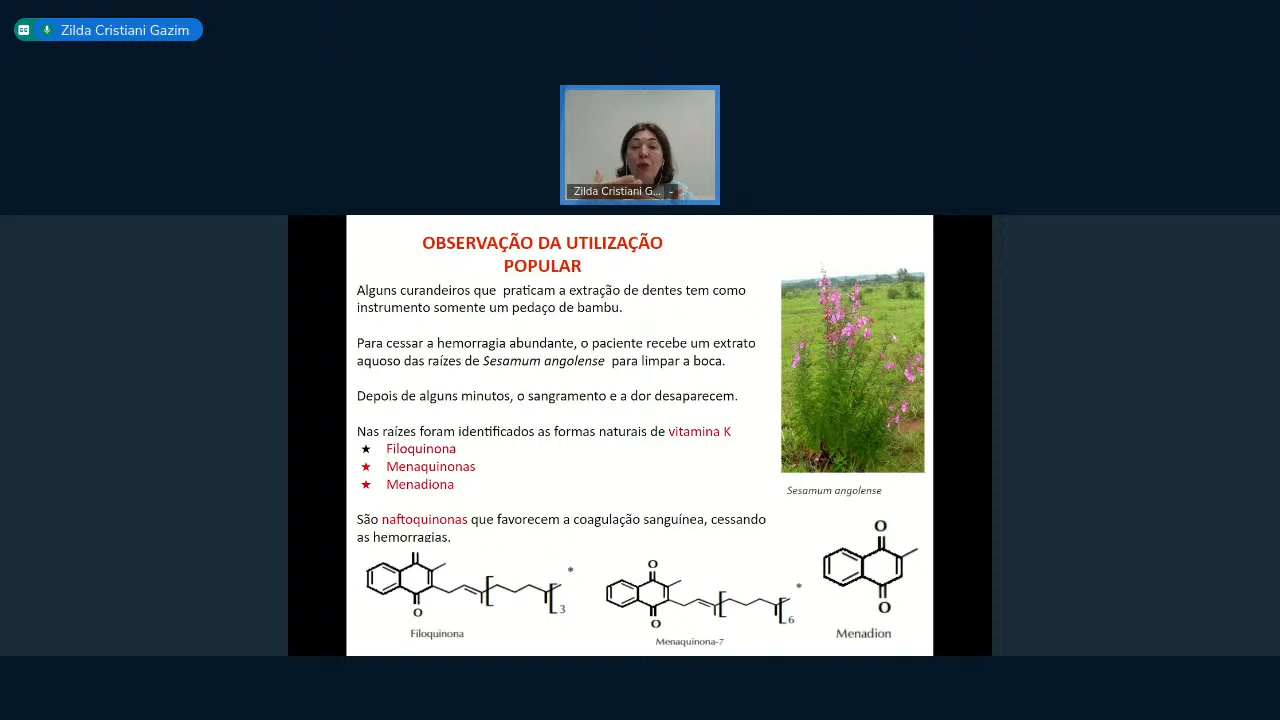 Zilda Cristiani Gazim
Zilda Cristiani G...
OBSERVAÇÃO DA UTILIZAÇÃO
POPULAR
Alguns curandeiros que praticam a extração de dentes tem como
instrumento somente um pedaço de bambu.
Para cessar a hemorragia abundante, o paciente recebe um extrato
aquoso das raízes de Sesamum angolense para limpar a boca.
Depois de alguns minutos, o sangramento e a dor desaparecem.
Nas raízes foram identificados as formas naturais de vitamina K
★ Filoquinona
★ Menaquinonas
★ Menadiona
São naftoquinonas que favorecem a coagulação sanguínea, cessando
as hemorragias.
Sesamum angolense
O
3
*
Filoquinona
O
O
6
*
Menaquinona-7
O
O
Menadion